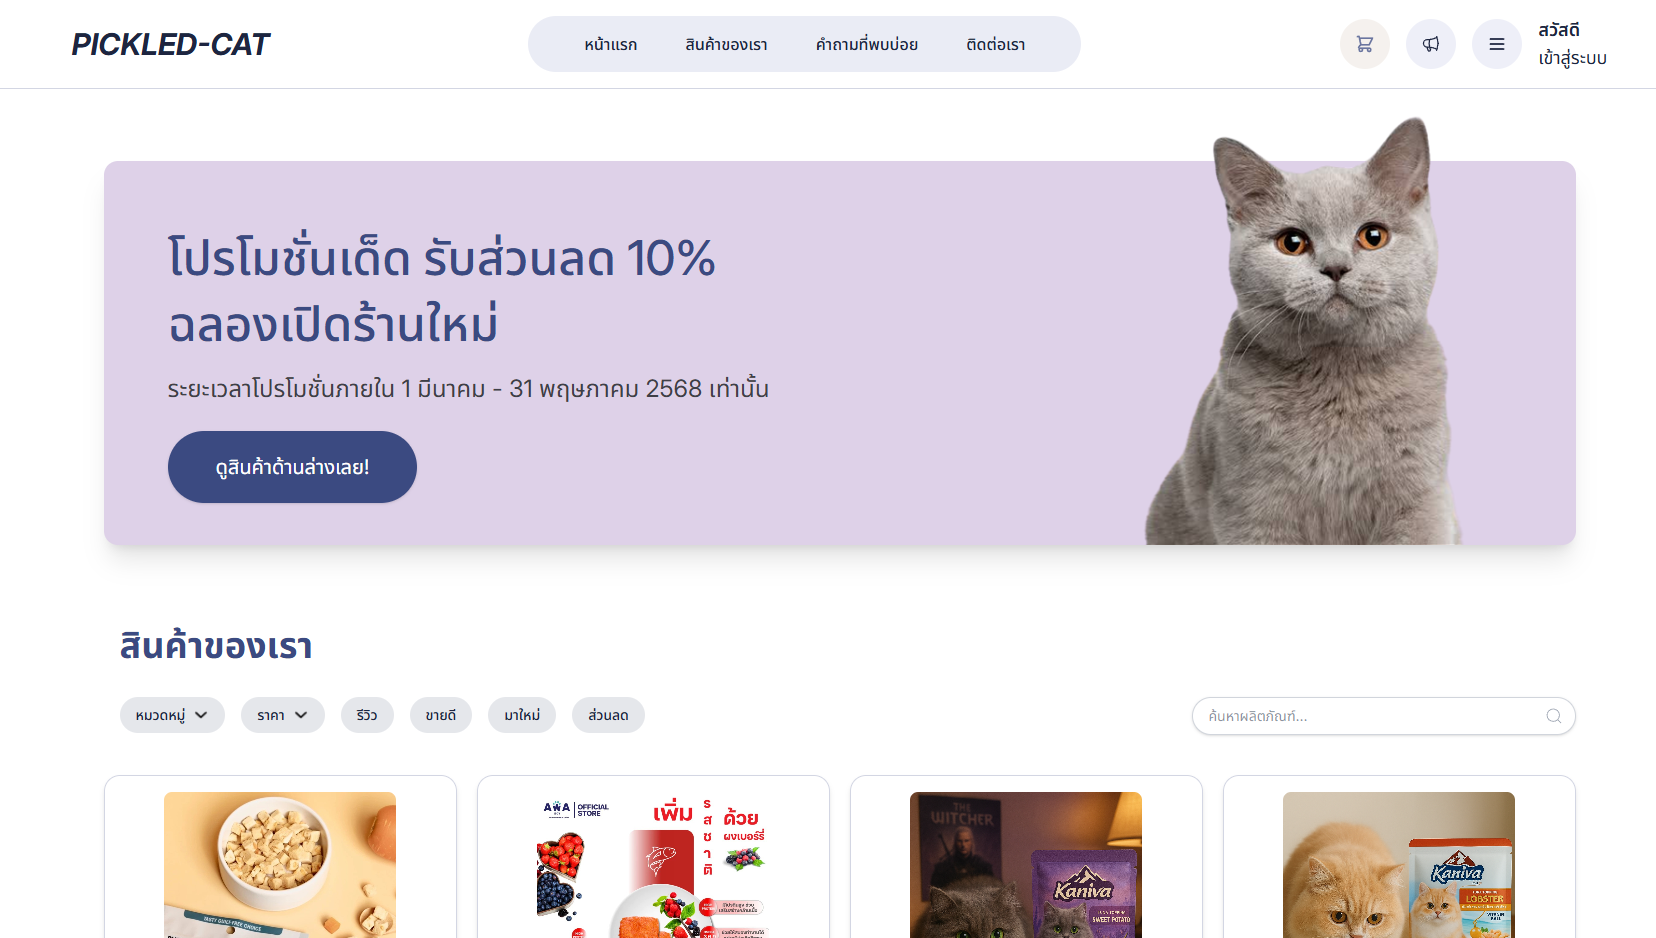 PICKLED-CAT
หน้าแรก
สินค้าของเรา
คำถามที่พบบ่อย
ติดต่อเรา
สวัสดี
เข้าสู่ระบบ
โปรโมชั่นเด็ด รับส่วนลด 10%
ฉลองเปิดร้านใหม่
ระยะเวลาโปรโมชั่นภายใน 1 มีนาคม - 31 พฤษภาคม 2568 เท่านั้น
ดูสินค้าด้านล่างเลย!
สินค้าของเรา
หมวดหมู่
ราคา
รีวิว
ขายดี
มาใหม่
ส่วนลด
ค้นหาผลิตภัณฑ์...
TASTY GUILT-FREE CHOICE
AWA
OFFICIAL
STORE
เพิ่ม
รสชาติ
ด้วย
ผงเบอร์รี่
THE
WITCHER
Kaniva
SWEET POTATO
Kaniva
LOBSTER